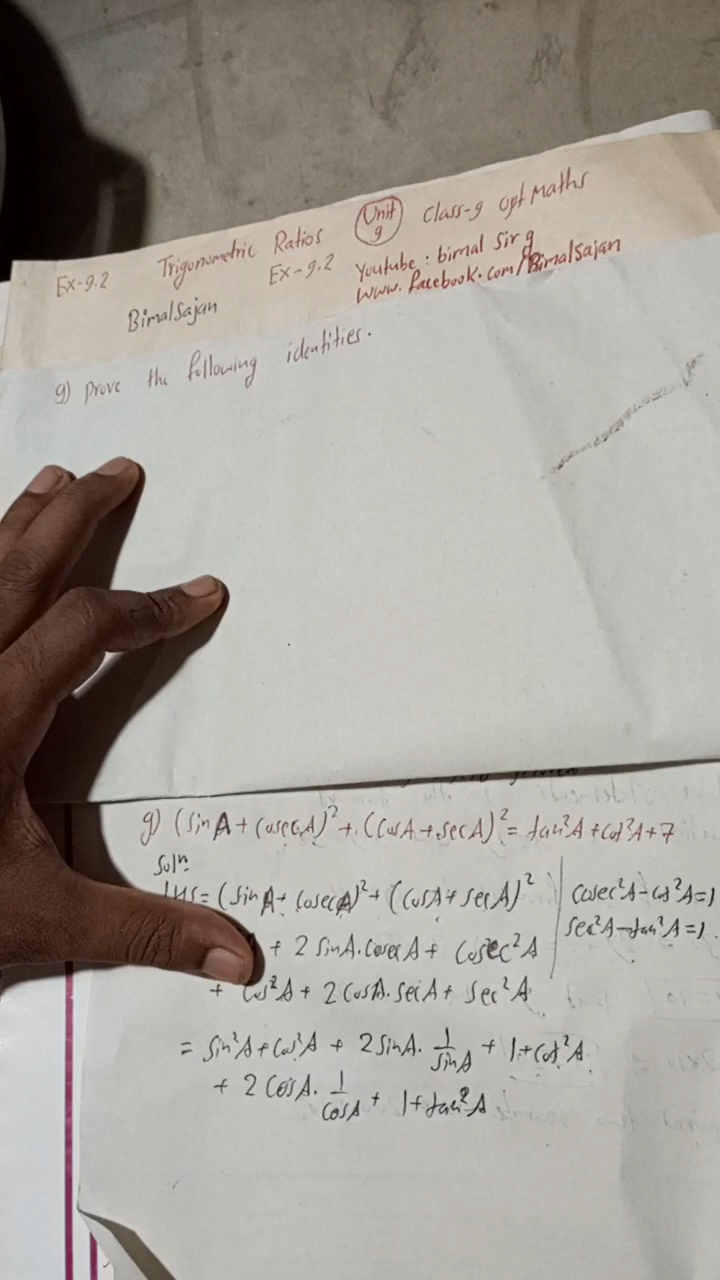 Ex-9.2 Trigonometric Ratios Unit 9 Class-9 Opt Maths
BimalSajan Ex-9.2 Youtube : bimal Sir g
www.facebook.com/BimalSajan
9) Prove the following identities.
g) (sinA + cosecA)² + (cosA + secA)² = tan²A + cot²A + 7
Solⁿ
LHS = (sinA + cosecA)² + (cosA + secA)² cosec²A - cot²A = 1
+ 2 sinA. cosecA + cosec²A sec²A - tan²A = 1.
+ cos²A + 2 cosA. secA + sec²A
= sin²A + cos²A + 2 sinA. 1/sinA + 1 + cot²A
+ 2 cosA. 1/cosA + 1 + tan²A